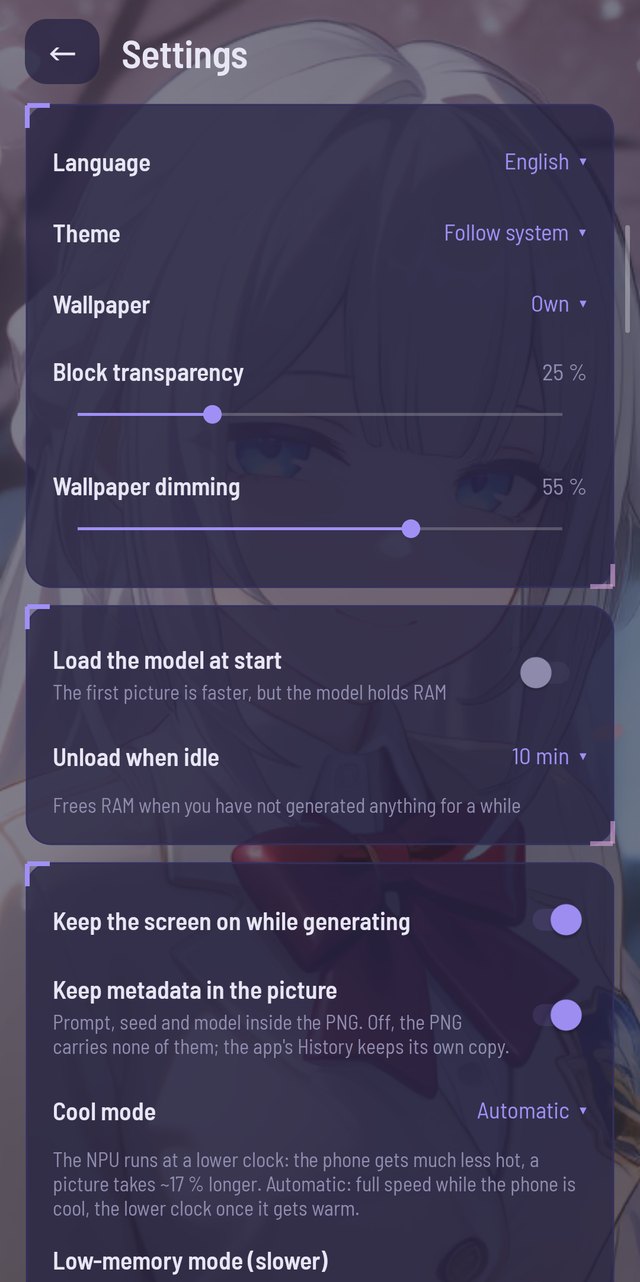 Settings
Language
English
Theme
Follow system
Wallpaper
Own
Block transparency
25 %
Wallpaper dimming
55 %
Load the model at start
The first picture is faster, but the model holds RAM
Unload when idle
10 min
Frees RAM when you have not generated anything for a while
Keep the screen on while generating
Keep metadata in the picture
Prompt, seed and model inside the PNG. Off, the PNG
carries none of them; the app's History keeps its own copy.
Cool mode
Automatic
The NPU runs at a lower clock: the phone gets much less hot, a
picture takes ~17 % longer. Automatic: full speed while the phone is
cool, the lower clock once it gets warm.
Low-memory mode (slower)